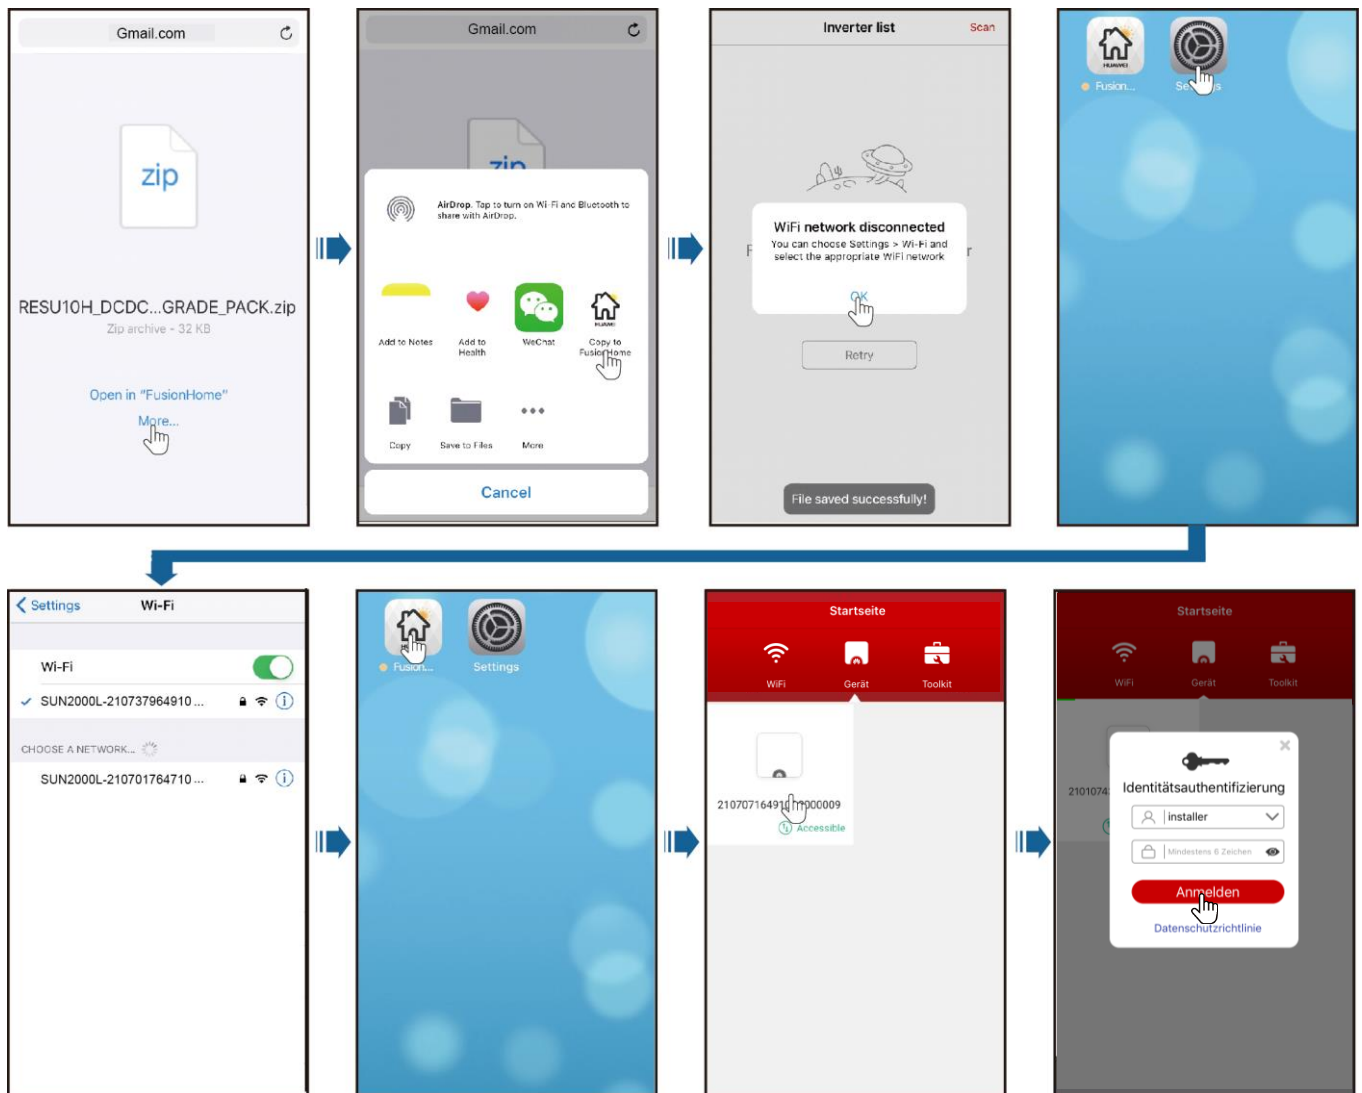 Gmail.com
zip
RESU10H_DCDC...GRADE_PACK.zip
Zip archive - 32 KB
Open in "FusionHome"
More...
Gmail.com
zip
AirDrop. Tap to turn on Wi-Fi and Bluetooth to
share with AirDrop.
Add to Notes
Add to
Health
WeChat
HUAWEI
Copy to
FusionHome
Copy
Save to Files
More
Cancel
Inverter list
Scan
WiFi network disconnected
You can choose Settings > Wi-Fi and
select the appropriate WiFi network
OK
Retry
File saved successfully!
HUAWEI
Fusion...
Settings
Settings
Wi-Fi
Wi-Fi
SUN2000L-210737964910 ...
CHOOSE A NETWORK...
SUN2000L-210701764710 ...
Fusion...
Settings
Startseite
WiFi
Gerät
Toolkit
Accessible
Startseite
WiFi
Gerät
Toolkit
Identitätsauthentifizierung
installer
Mindestens 6 Zeichen
Anmelden
Datenschutzrichtlinie